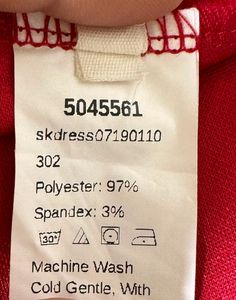 5045561
skdress07190110
302
Polyester: 97%
Spandex: 3%
30°
Machine Wash
Cold Gentle, With